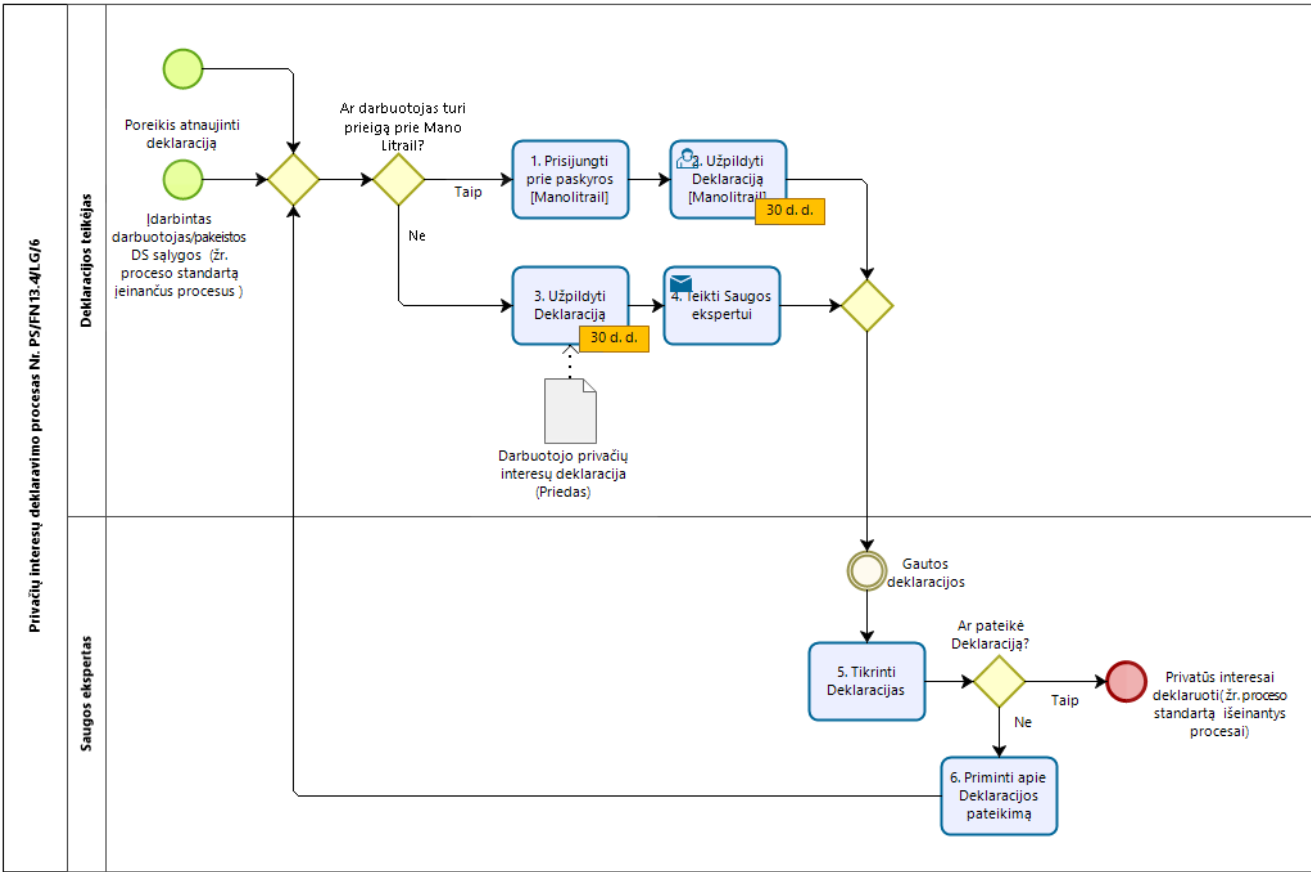 Privačių interesų deklaravimo procesas Nr. PS/FN13.4/LG/6
Deklaracijos teikėjas
Poreikis atnaujinti
deklaraciją
Įdarbintas
darbuotojas/pakeistos
DS sąlygos (žr.
proceso standartą
įeinančus procesus )
Ar darbuotojas turi
prieigą prie Mano
Litrail?
Taip
Ne
1. Prisijungti
prie paskyros
[Manolitrail]
2. Užpildyti
Deklaraciją
[Manolitrail]
30 d. d.
3. Užpildyti
Deklaraciją
30 d. d.
4. Teikti Saugos
ekspertui
Darbuotojo privačių
interesų deklaracija
(Priedas)
Saugos ekspertas
Gautos
deklaracijos
5. Tikrinti
Deklaracijas
Ar pateikė
Deklaraciją?
Taip
Ne
Privatūs interesai
deklaruoti(žr.proceso
standartą išeinantys
procesai)
6. Priminti apie
Deklaracijos
pateikimą